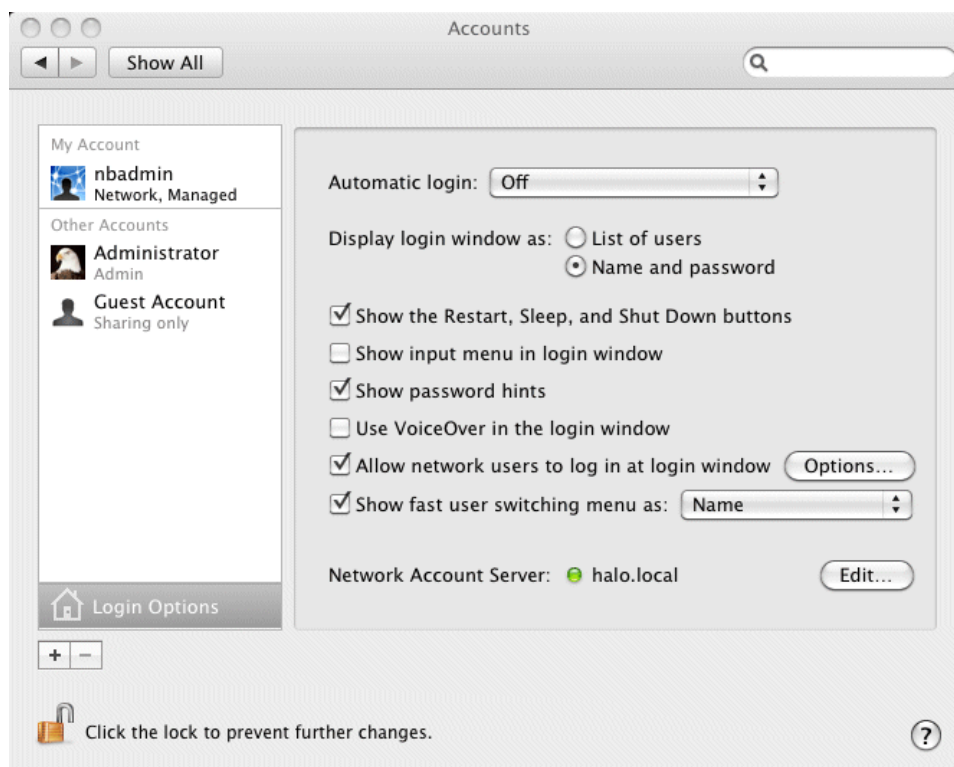 Accounts
Show All
My Account
nbadmin
Network, Managed
Other Accounts
Administrator
Admin
Guest Account
Sharing only
Login Options
Automatic login: Off
Display login window as: List of users
Name and password
Show the Restart, Sleep, and Shut Down buttons
Show input menu in login window
Show password hints
Use VoiceOver in the login window
Allow network users to log in at login window Options...
Show fast user switching menu as: Name
Network Account Server: halo.local Edit...
+ −
Click the lock to prevent further changes.
?